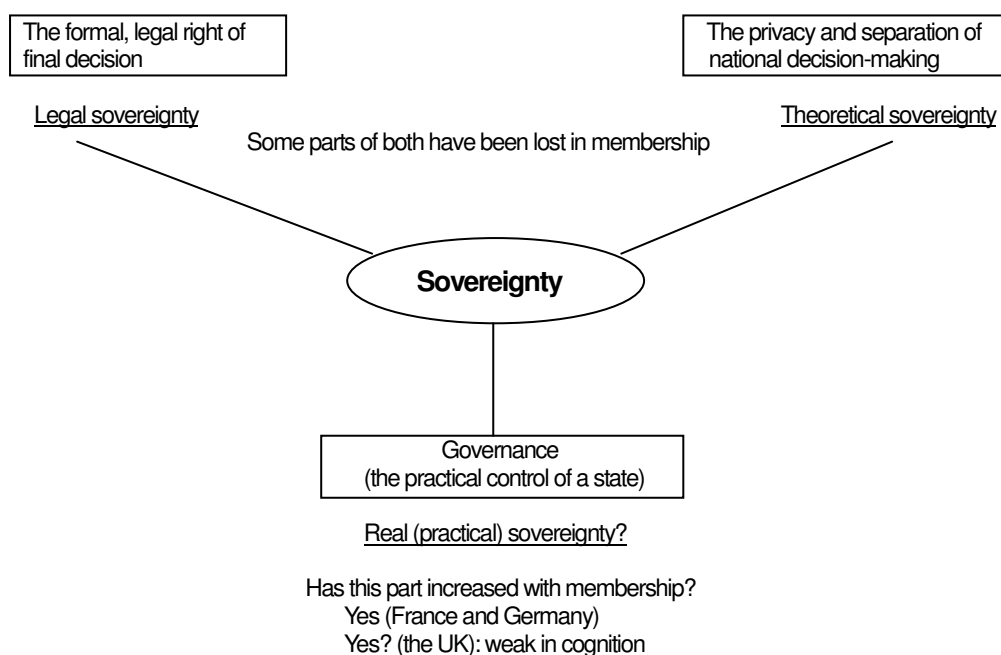 The formal, legal right of
final decision
The privacy and separation of
national decision-making
Legal sovereignty
Theoretical sovereignty
Some parts of both have been lost in membership
Sovereignty
Governance
(the practical control of a state)
Real (practical) sovereignty?
Has this part increased with membership?
Yes (France and Germany)
Yes? (the UK): weak in cognition